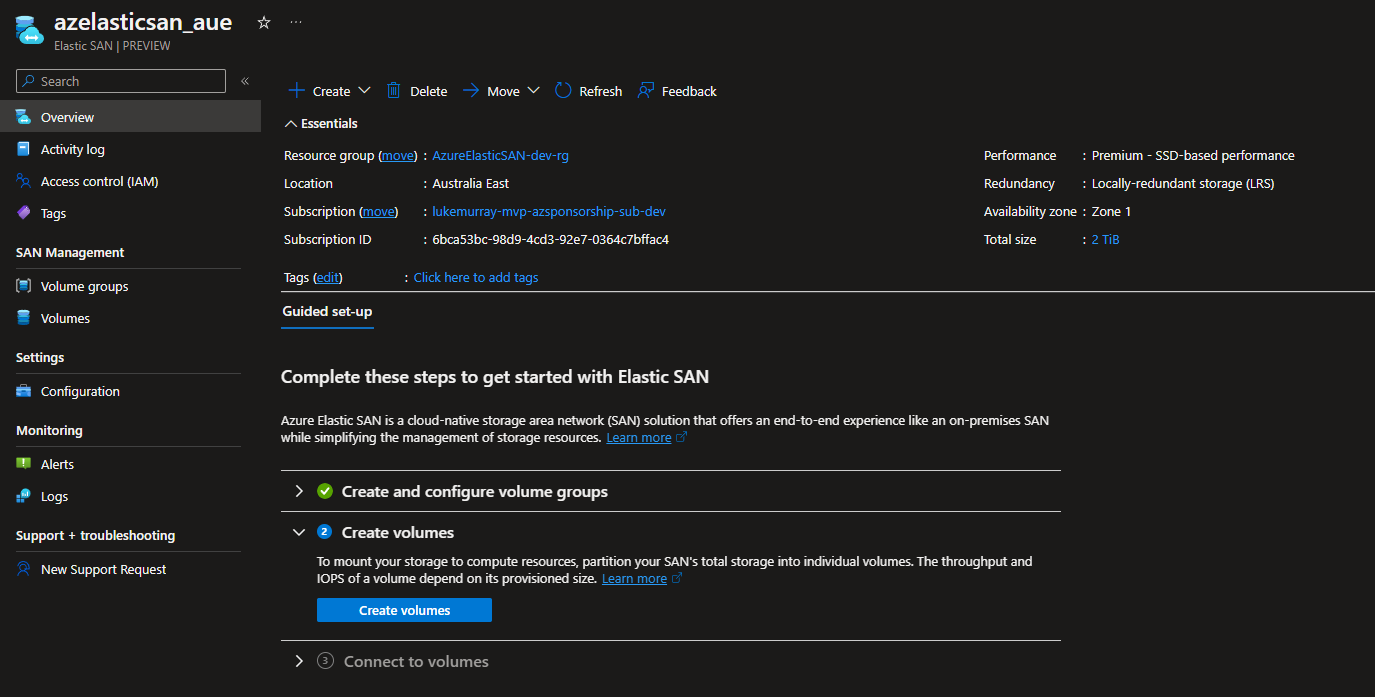 azelasticsan_aue
Elastic SAN | PREVIEW
Search
Overview
Activity log
Access control (IAM)
Tags
SAN Management
Volume groups
Volumes
Settings
Configuration
Monitoring
Alerts
Logs
Support + troubleshooting
New Support Request
Create Delete Move Refresh Feedback
Essentials
Resource group (move) : AzureElasticSAN-dev-rg
Location : Australia East
Subscription (move) : lukemurray-mvp-azsponsorship-sub-dev
Subscription ID : 6bca53bc-98d9-4cd3-92e7-0364c7bffac4
Performance : Premium - SSD-based performance
Redundancy : Locally-redundant storage (LRS)
Availability zone : Zone 1
Total size : 2 TiB
Tags (edit) : Click here to add tags
Guided set-up
Complete these steps to get started with Elastic SAN
Azure Elastic SAN is a cloud-native storage area network (SAN) solution that offers an end-to-end experience like an on-premises SAN
while simplifying the management of storage resources. Learn more
Create and configure volume groups
2 Create volumes
To mount your storage to compute resources, partition your SAN's total storage into individual volumes. The throughput and
IOPS of a volume depend on its provisioned size. Learn more
Create volumes
3 Connect to volumes